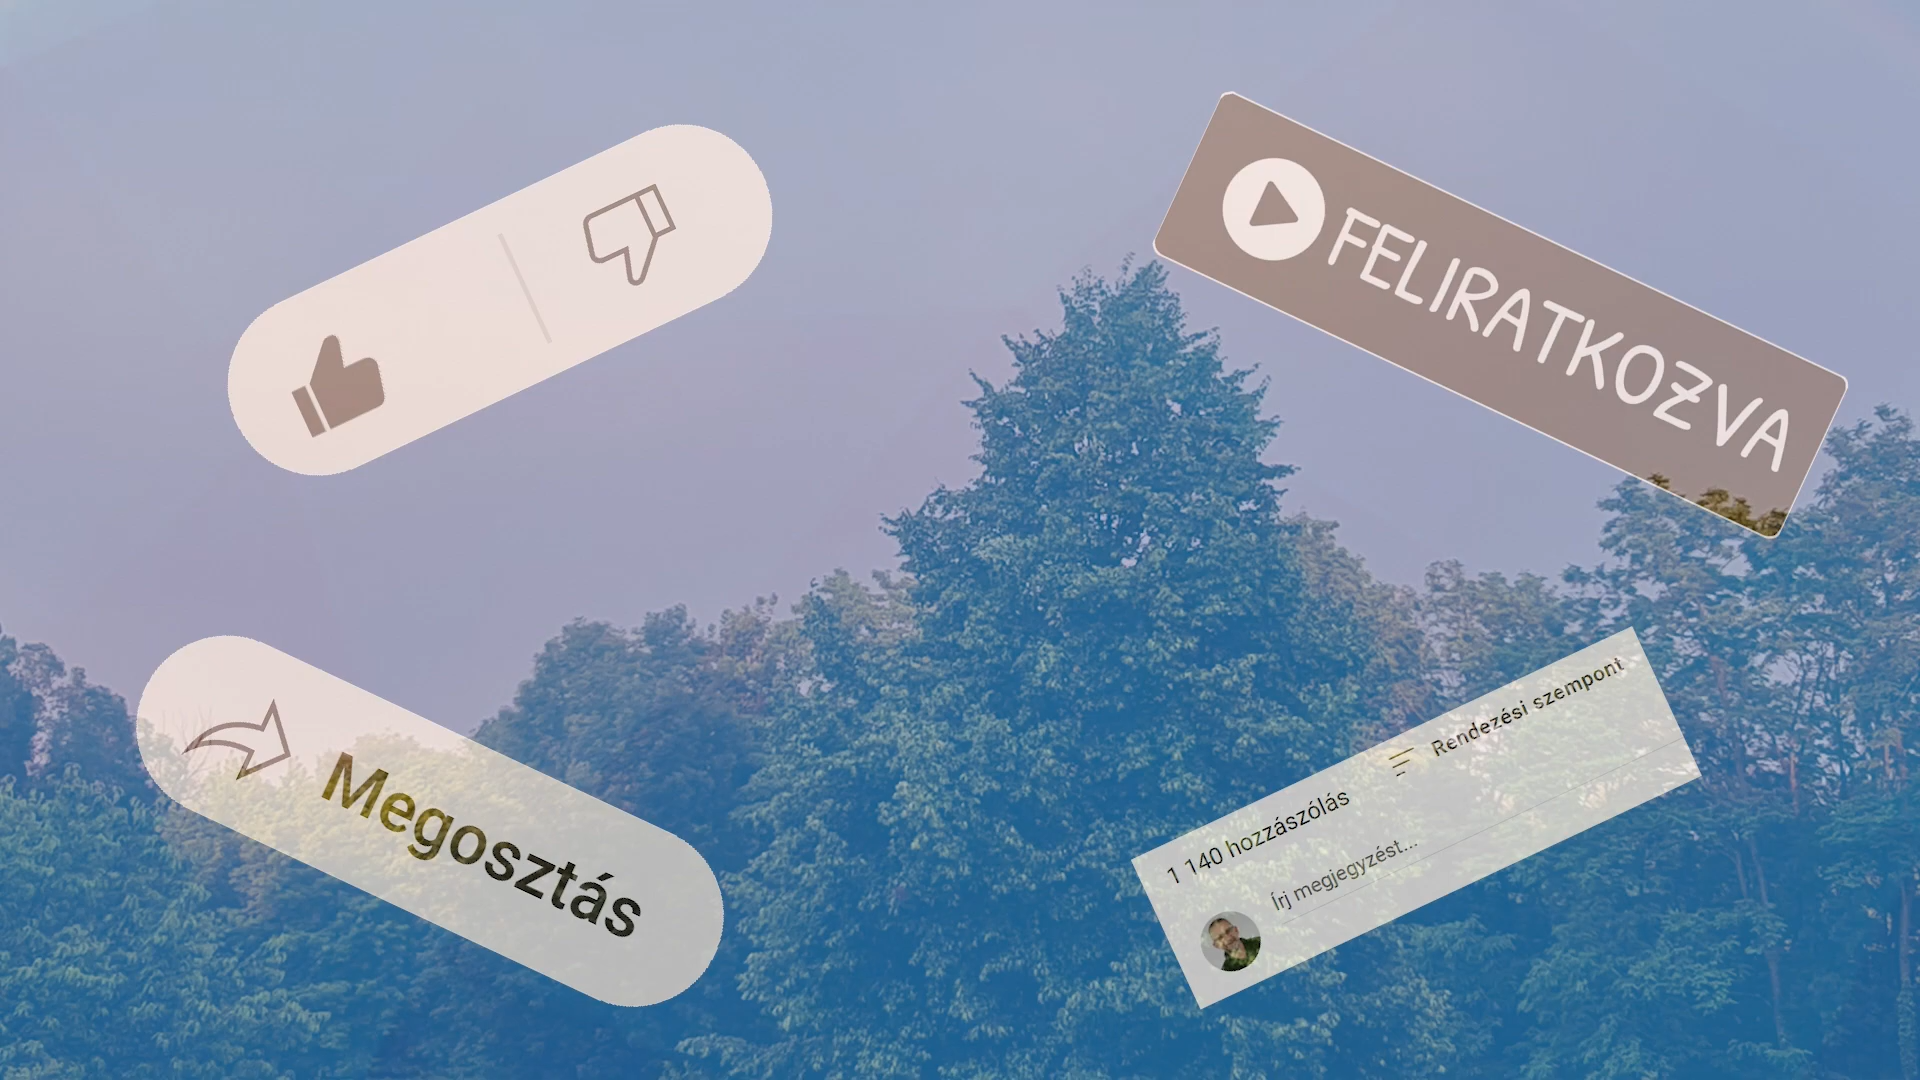 FELIRATKOZVA
Megosztás
1 140 hozzászólás
Rendezési szempont
Írj megjegyzést...